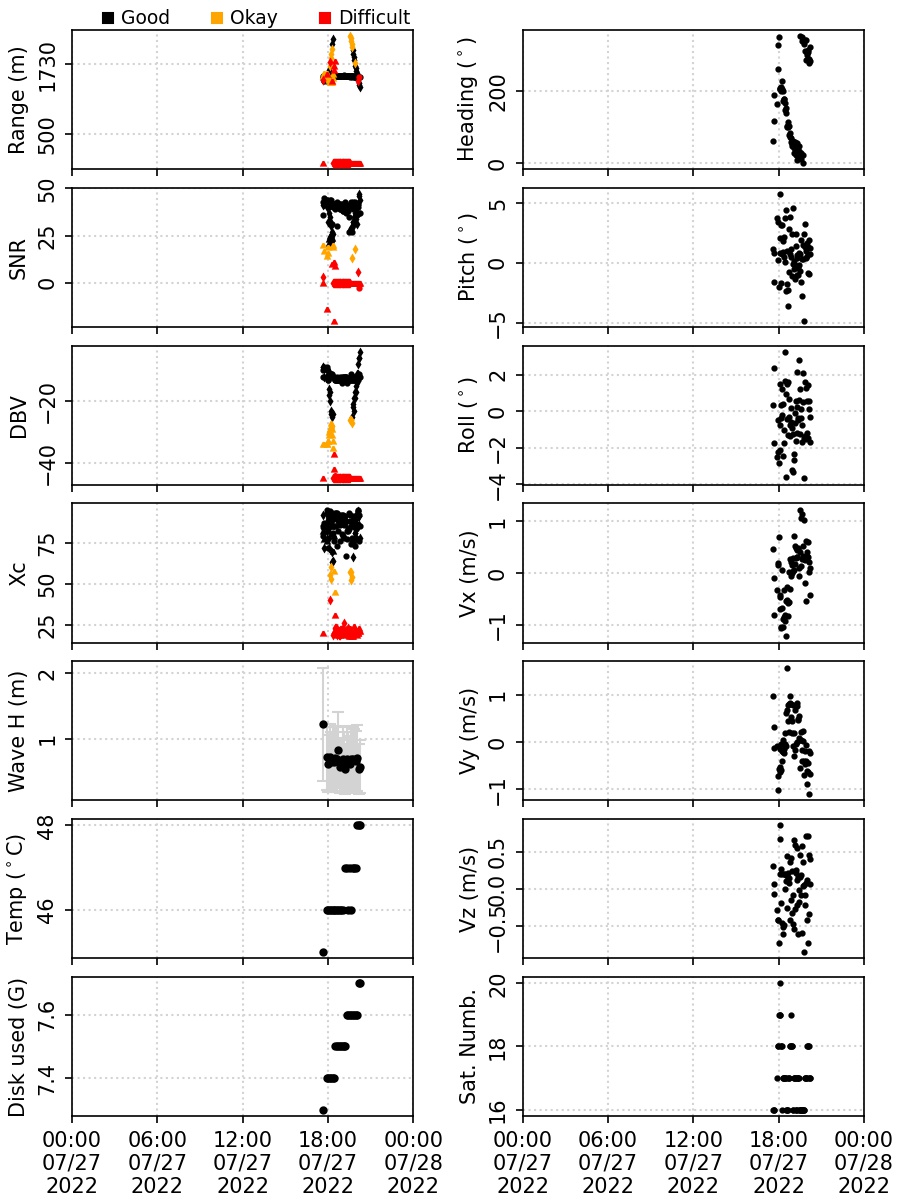 Good Okay Difficult
Range (m)
1730
500
Heading (°)
200
0
SNR
50
25
0
Pitch (°)
5
0
−5
DBV
−20
−40
Roll (°)
2
0
−2
−4
Xc
75
50
25
Vx (m/s)
1
0
−1
Wave H (m)
2
1
Vy (m/s)
1
0
−1
Temp (°C)
48
46
Vz (m/s)
0.5
0.0
−0.5
Disk used (G)
7.6
7.4
Sat. Numb.
20
18
16
00:00 06:00 12:00 18:00 00:00
07/27 07/27 07/27 07/27 07/28
2022 2022 2022 2022 2022
00:00 06:00 12:00 18:00 00:00
07/27 07/27 07/27 07/27 07/28
2022 2022 2022 2022 2022